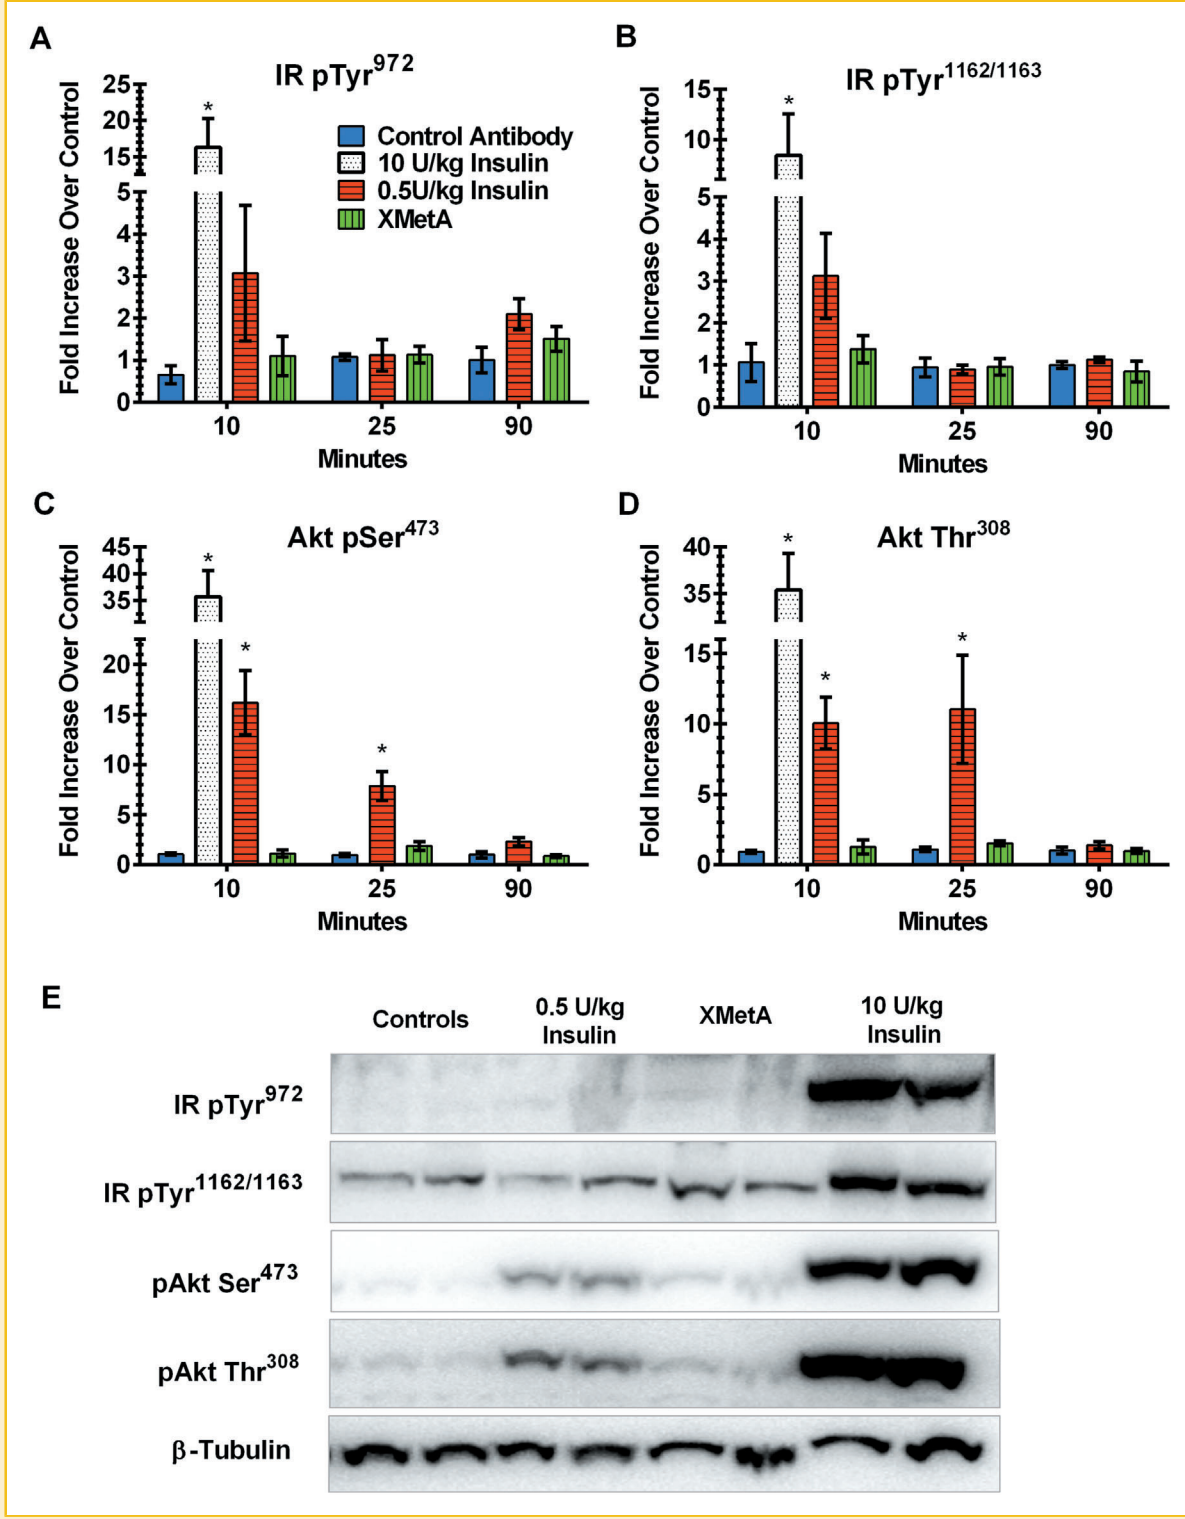 A
IR pTyr972
Fold Increase Over Control
25
20
15
5
4
3
2
1
0
*
Control Antibody
10 U/kg Insulin
0.5U/kg Insulin
XMetA
10 25 90
Minutes
B
IR pTyr1162/1163
Fold Increase Over Control
15
10
5
4
3
2
1
0
*
10 25 90
Minutes
C
Akt pSer473
Fold Increase Over Control
45
40
35
20
15
10
5
0
*
*
*
10 25 90
Minutes
D
Akt Thr308
Fold Increase Over Control
40
35
15
10
5
0
*
*
*
10 25 90
Minutes
E
Controls
0.5 U/kg
Insulin
XMetA
10 U/kg
Insulin
IR pTyr972
IR pTyr1162/1163
pAkt Ser473
pAkt Thr308
β-Tubulin